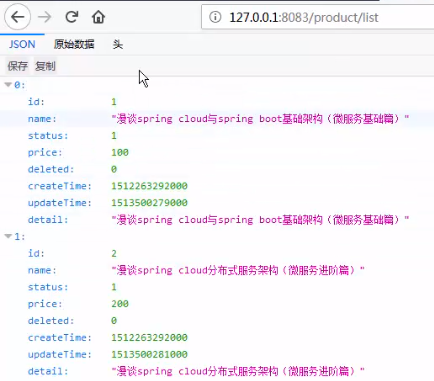 127.0.0.1:8083/product/list
JSON 原始数据 头
保存 复制
0:
id: 1
name: "漫谈spring cloud与spring boot基础架构（微服务基础篇）"
status: 1
price: 100
deleted: 0
createTime: 1512263292000
updateTime: 1513500279000
detail: "漫谈spring cloud与spring boot基础架构（微服务基础篇）"
1:
id: 2
name: "漫谈spring cloud分布式服务架构（微服务进阶篇）"
status: 1
price: 200
deleted: 0
createTime: 1512263292000
updateTime: 1513500281000
detail: "漫谈spring cloud分布式服务架构（微服务进阶篇）"